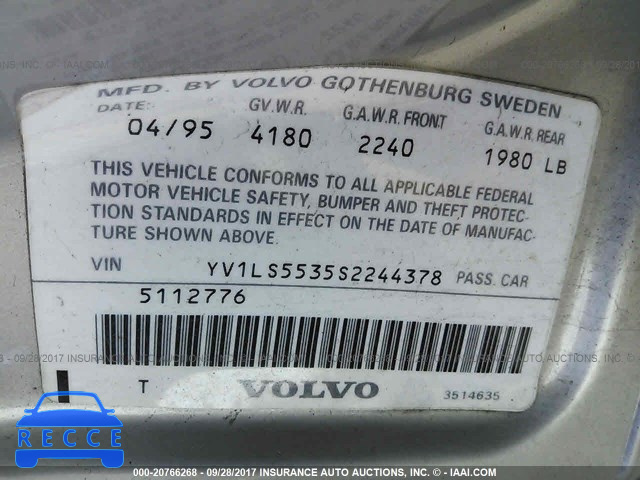 MFD. BY VOLVO GOTHENBURG SWEDEN
DATE: G.V.W.R. G.A.W.R. FRONT G.A.W.R. REAR
04/95 4180 2240 1980 LB
THIS VEHICLE CONFORMS TO ALL APPLICABLE FEDERAL
MOTOR VEHICLE SAFETY, BUMPER AND THEFT PROTEC-
TION STANDARDS IN EFFECT ON THE DATE OF MANUFAC-
TURE SHOWN ABOVE.
VIN YV1LS5535S2244378 PASS. CAR
5112776
T VOLVO 3514635
RECCE
000-20766268 - 09/28/2017 INSURANCE AUTO AUCTIONS, INC. - IAAI.COM